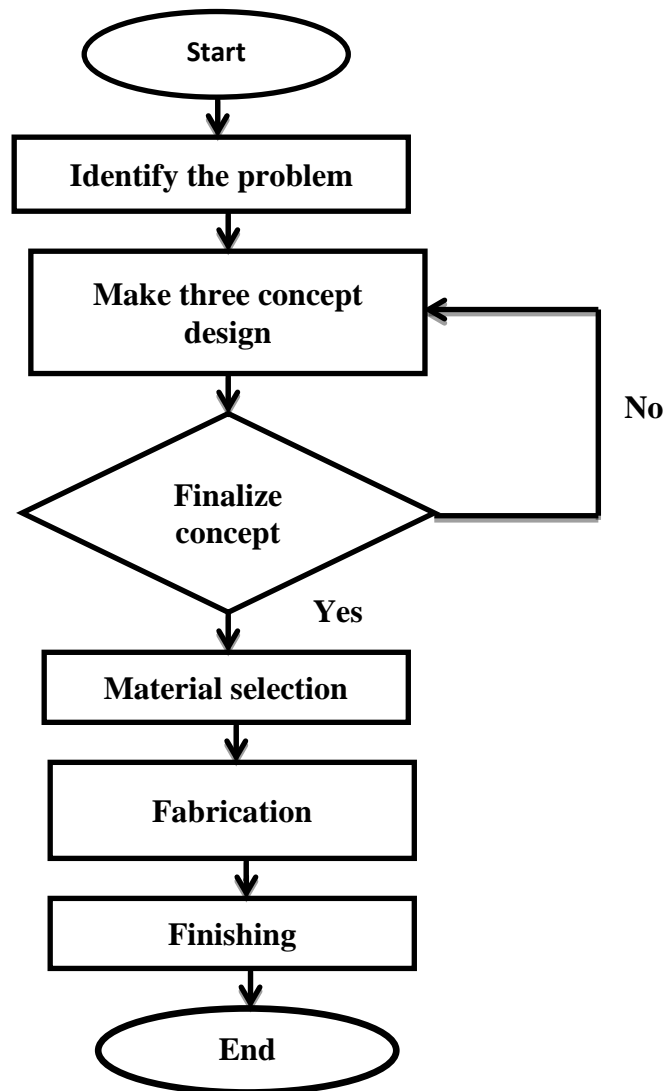 Start
Identify the problem
Make three concept
design
No
Finalize
concept
Yes
Material selection
Fabrication
Finishing
End